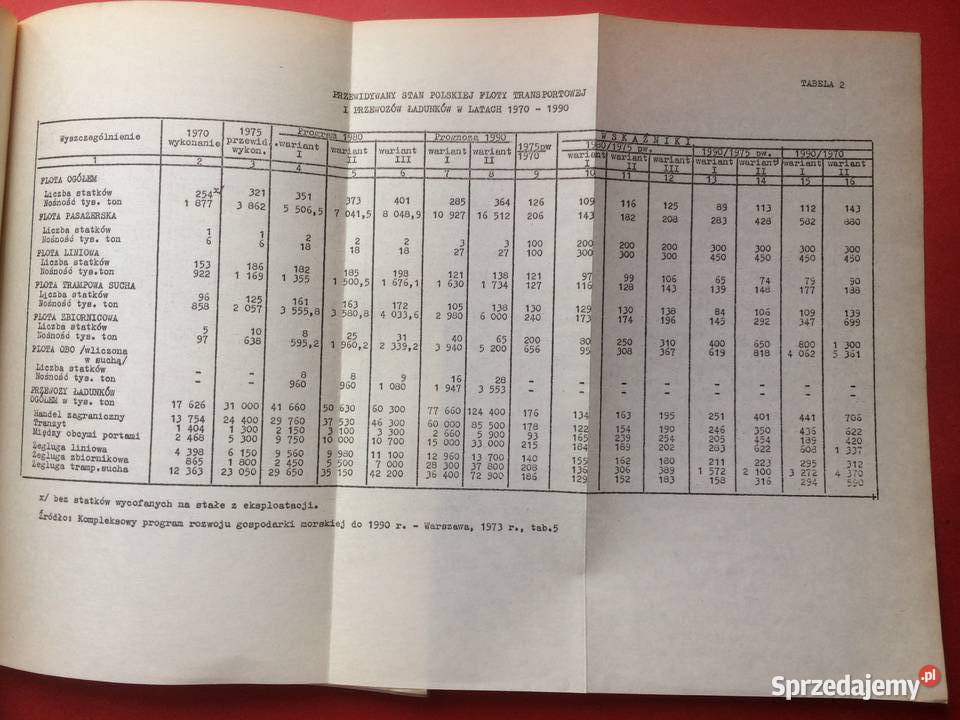 TABELA 2
PRZEWIDYWANY STAN POLSKIEJ FLOTY TRANSPORTOWEJ
I PRZEWOZÓW ŁADUNKÓW W LATACH 1970 - 1990
Wyszczególnienie 1970 wykonanie 1975 przewid. wykon. Program 1980 Prognoza 1990 1975pw 1970 WSKAŹNIKI
1980/1975 pw. 1990/1975 pw. 1990/1970
wariant I wariant II wariant III wariant I wariant II wariant I wariant II wariant III wariant I wariant II wariant I wariant II
1 2 3 4 5 6 7 8 9 10 11 12 13 14 15 16
FLOTA OGÓŁEM
Liczba statków 254x/ 321 351 373 401 285 364 126 109 116 125 89 113 112 143
Nośność tys. ton 1 877 3 862 5 506,5 7 041,5 8 048,9 10 927 16 512 206 143 182 208 283 428 582 880
FLOTA PASAŻERSKA
Liczba statków 1 1 2 2 2 3 3 100 200 200 200 300 300 300 300
Nośność tys. ton 6 6 18 18 18 27 27 100 300 300 300 450 450 450 450
FLOTA LINIOWA
Liczba statków 153 186 182 185 198 121 138 121 97 99 106 65 74 79 90
Nośność tys.ton 922 1 169 1 355 1 500,5 1 676,1 1 630 1 734 127 116 128 143 139 148 177 188
FLOTA TRAMPOWA SUCHA
Liczba statków 96 125 161 163 172 105 138 130 129 130 138 84 106 109 139
Nośność tys. ton 858 2 057 3 555,8 3 580,8 4 033,6 2 980 6 000 240 173 174 196 145 292 347 699
FLOTA ZBIORNICOWA
Liczba statków 5 10 8 25 31 40 65 200 80 250 310 400 650 800 1 300
Nośność tys. ton 97 638 595,2 1 960,2 2 339,2 3 940 5 200 656 95 308 367 619 818 4 062 5 361
FLOTA OBO /wliczona
w suchą/
Liczba statków - - 8 8 9 16 28 - - - - - - - -
Nośność tys. ton - - 960 960 1 080 1 947 3 553 - - - - - - - -
PRZEWOZY ŁADUNKÓW
OGÓŁEM w tys. ton 17 626 31 000 41 660 50 630 60 300 77 660 124 400 176 134 163 195 251 401 441 706
Handel zagraniczny 13 754 24 400 29 760 37 530 46 300 60 000 85 500 178 122 154 190 246 350 436 622
Tranzyt 1 404 1 300 2 150 3 100 3 300 2 660 5 900 93 165 239 254 205 454 189 420
Między obcymi portami 2 468 5 300 9 750 10 000 10 700 15 000 33 000 215 184 189 202 283 622 608 1 337
Żegluga liniowa 4 398 6 150 9 560 9 980 11 100 12 960 13 700 140 155 162 180 211 223 295 312
Żegluga zbiornikowa 865 1 800 2 450 5 500 7 000 28 300 37 800 208 136 306 389 1 572 2 100 3 272 4 370
Żegluga tramp.sucha 12 363 23 050 29 650 35 150 42 200 36 400 72 900 186 129 152 183 158 316 294 590
x/ bez statków wycofanych na stałe z eksploatacji.
Źródło: Kompleksowy program rozwoju gospodarki morskiej do 1990 r. - Warszawa, 1973 r., tab.5
Sprzedajemy.pl